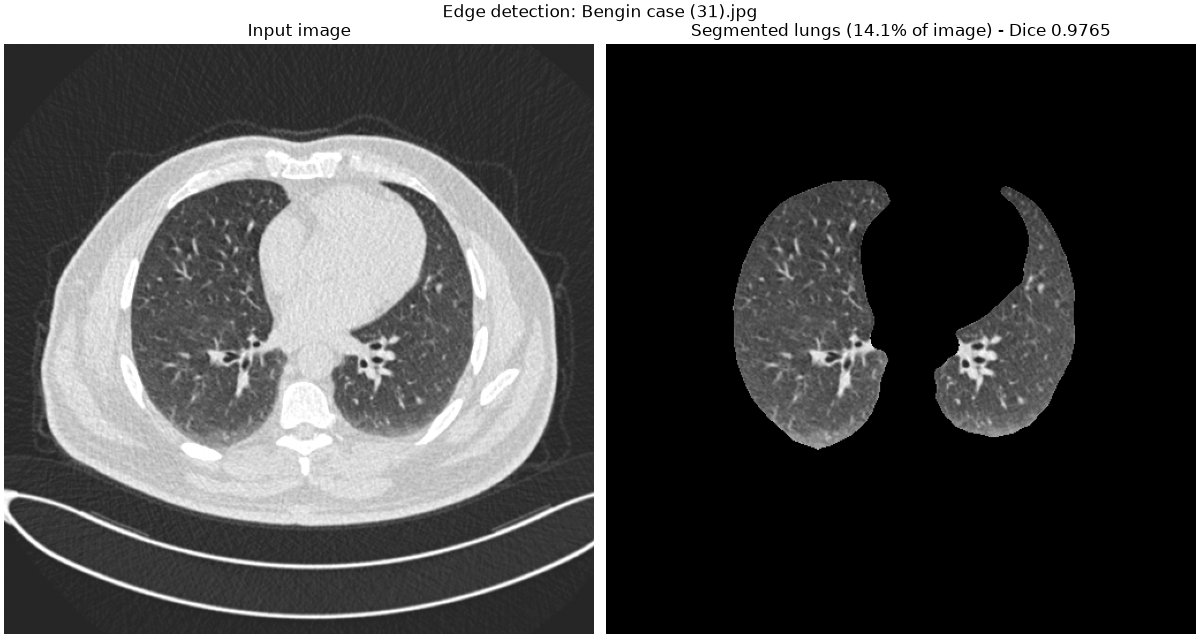 Edge detection: Bengin case (31).jpg
Input image
Segmented lungs (14.1% of image) - Dice 0.9765